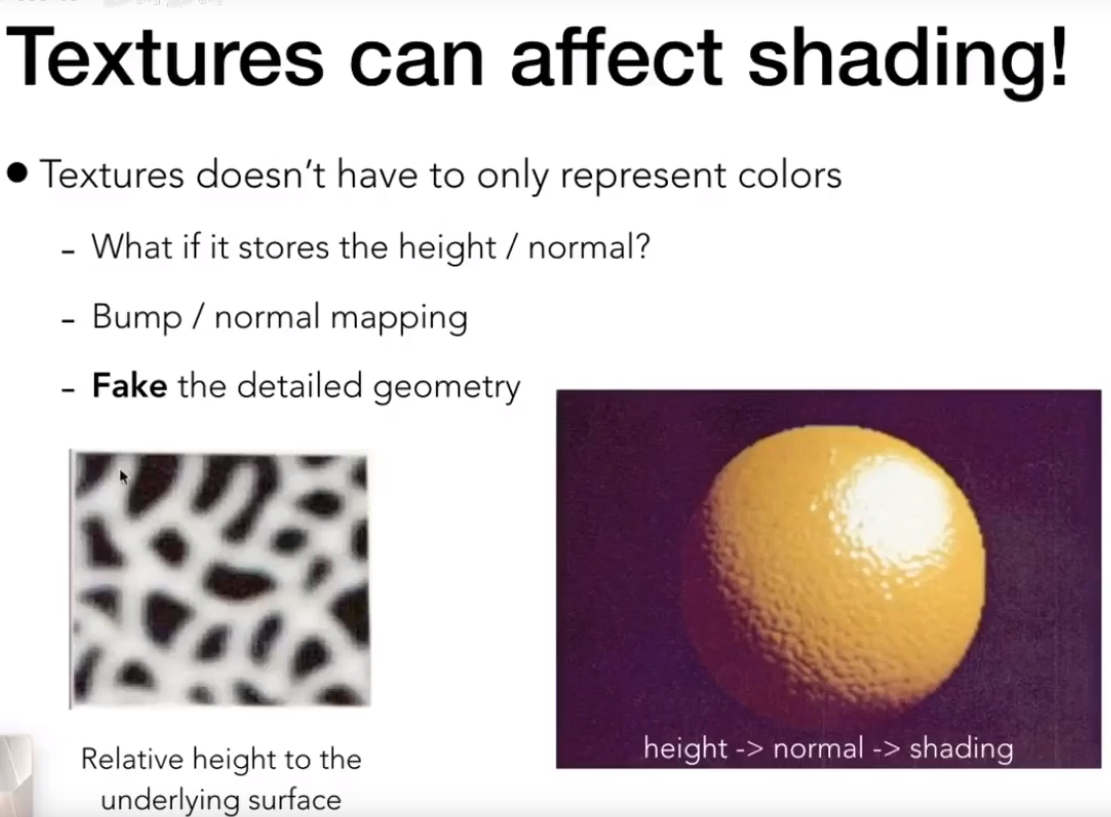 Textures can affect shading!
● Textures doesn't have to only represent colors
- What if it stores the height / normal?
- Bump / normal mapping
- Fake the detailed geometry
height -> normal -> shading
Relative height to the
underlying surface